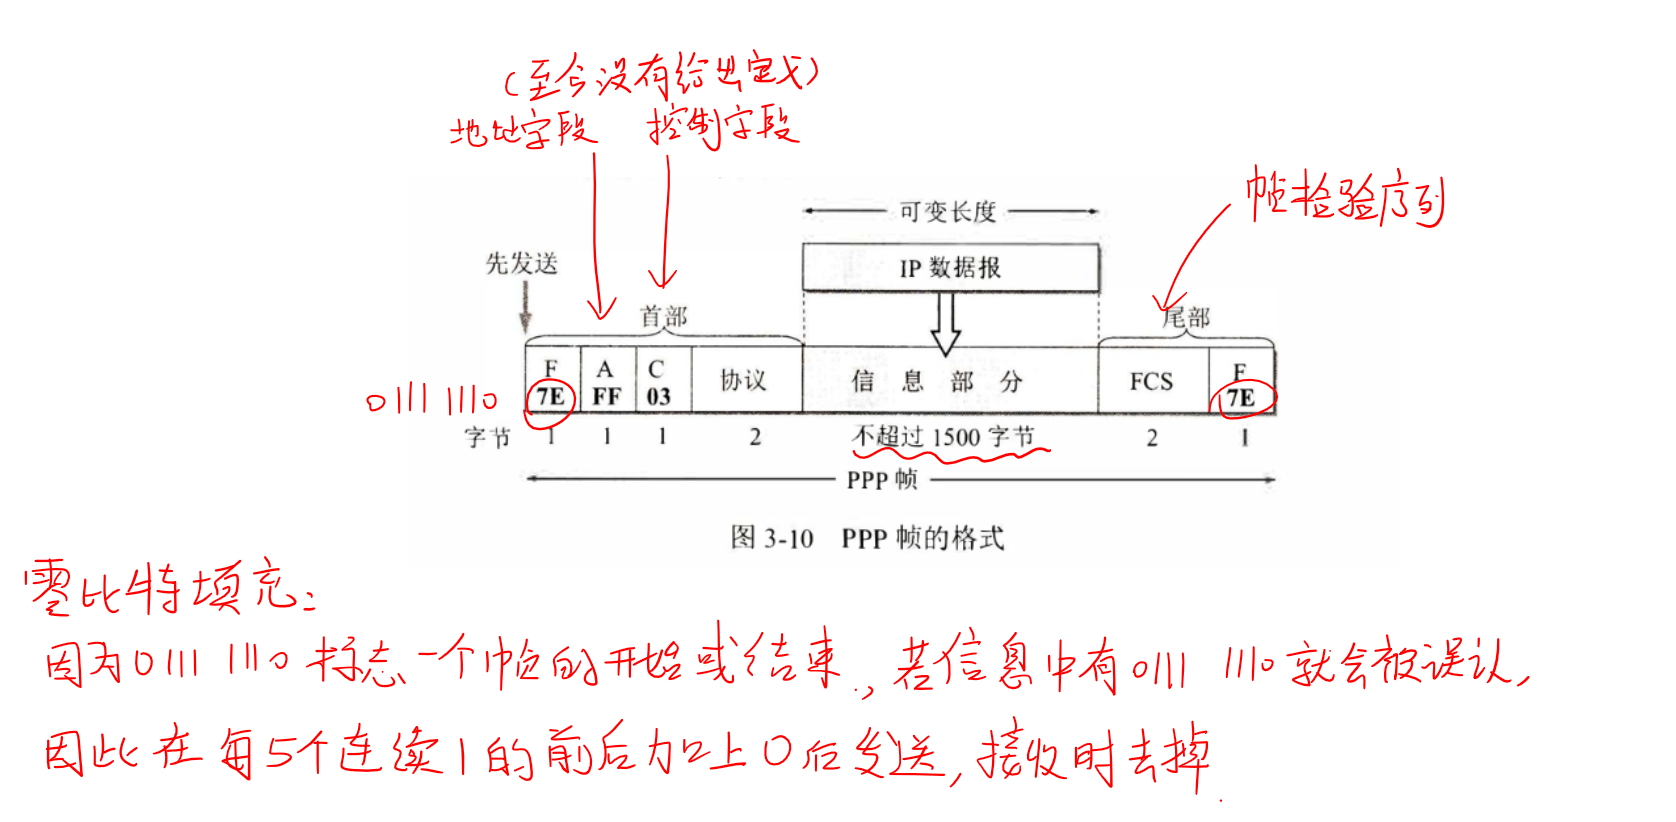 （至今没有给出定义）
地址字段 控制字段
帧检验序列
可变长度
先发送
IP 数据报
首部
尾部
0111 1110
F A C 协议 信息部分 FCS F
7E FF 03 7E
字节 1 1 1 2 不超过 1500 字节 2 1
PPP 帧
图 3-10 PPP 帧的格式
零比特填充：
因为0111 1110标志一个帧的开始或结束.，若信息中有0111 1110就会被误认，
因此在每5个连续1的前后加上0后发送，接收时去掉.